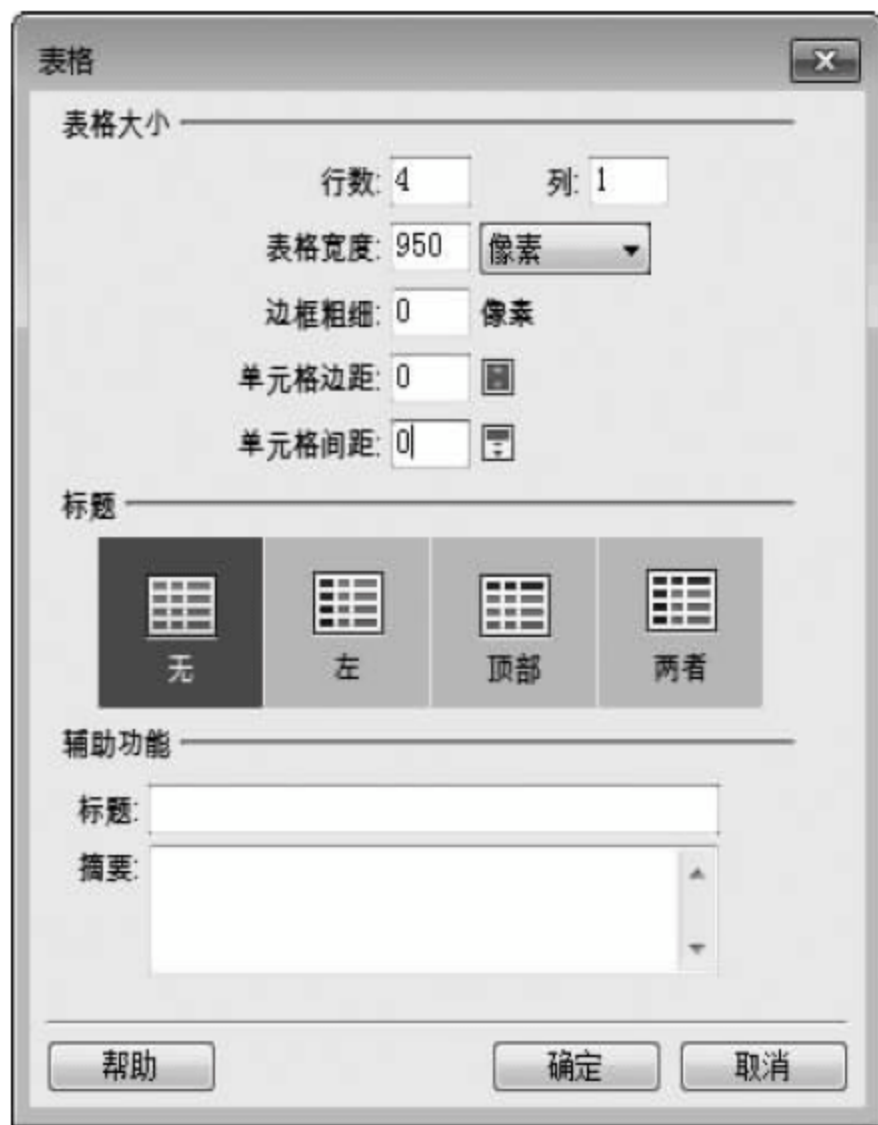 表格
表格大小
行数: 4 列: 1
表格宽度: 950 像素
边框粗细: 0 像素
单元格边距: 0
单元格间距: 0
标题
无 左 顶部 两者
辅助功能
标题:
摘要:
帮助 确定 取消